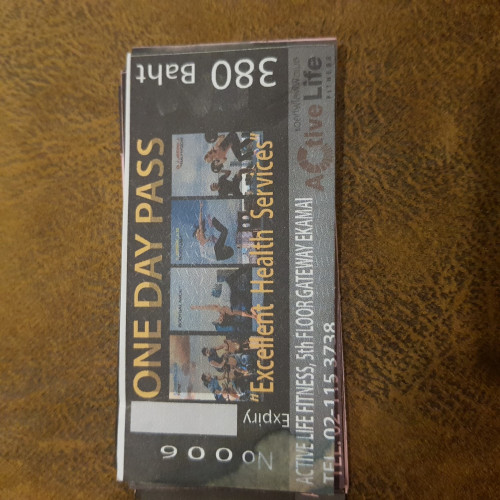 ONE DAY PASS
"Excellent Health Services"
ACTIVE LIFE FITNESS, 5th FLOOR GATEWAY EKAMAI
TEL. 02-115 3738
380 Baht
Active Life
FITNESS
Expiry
No 0006